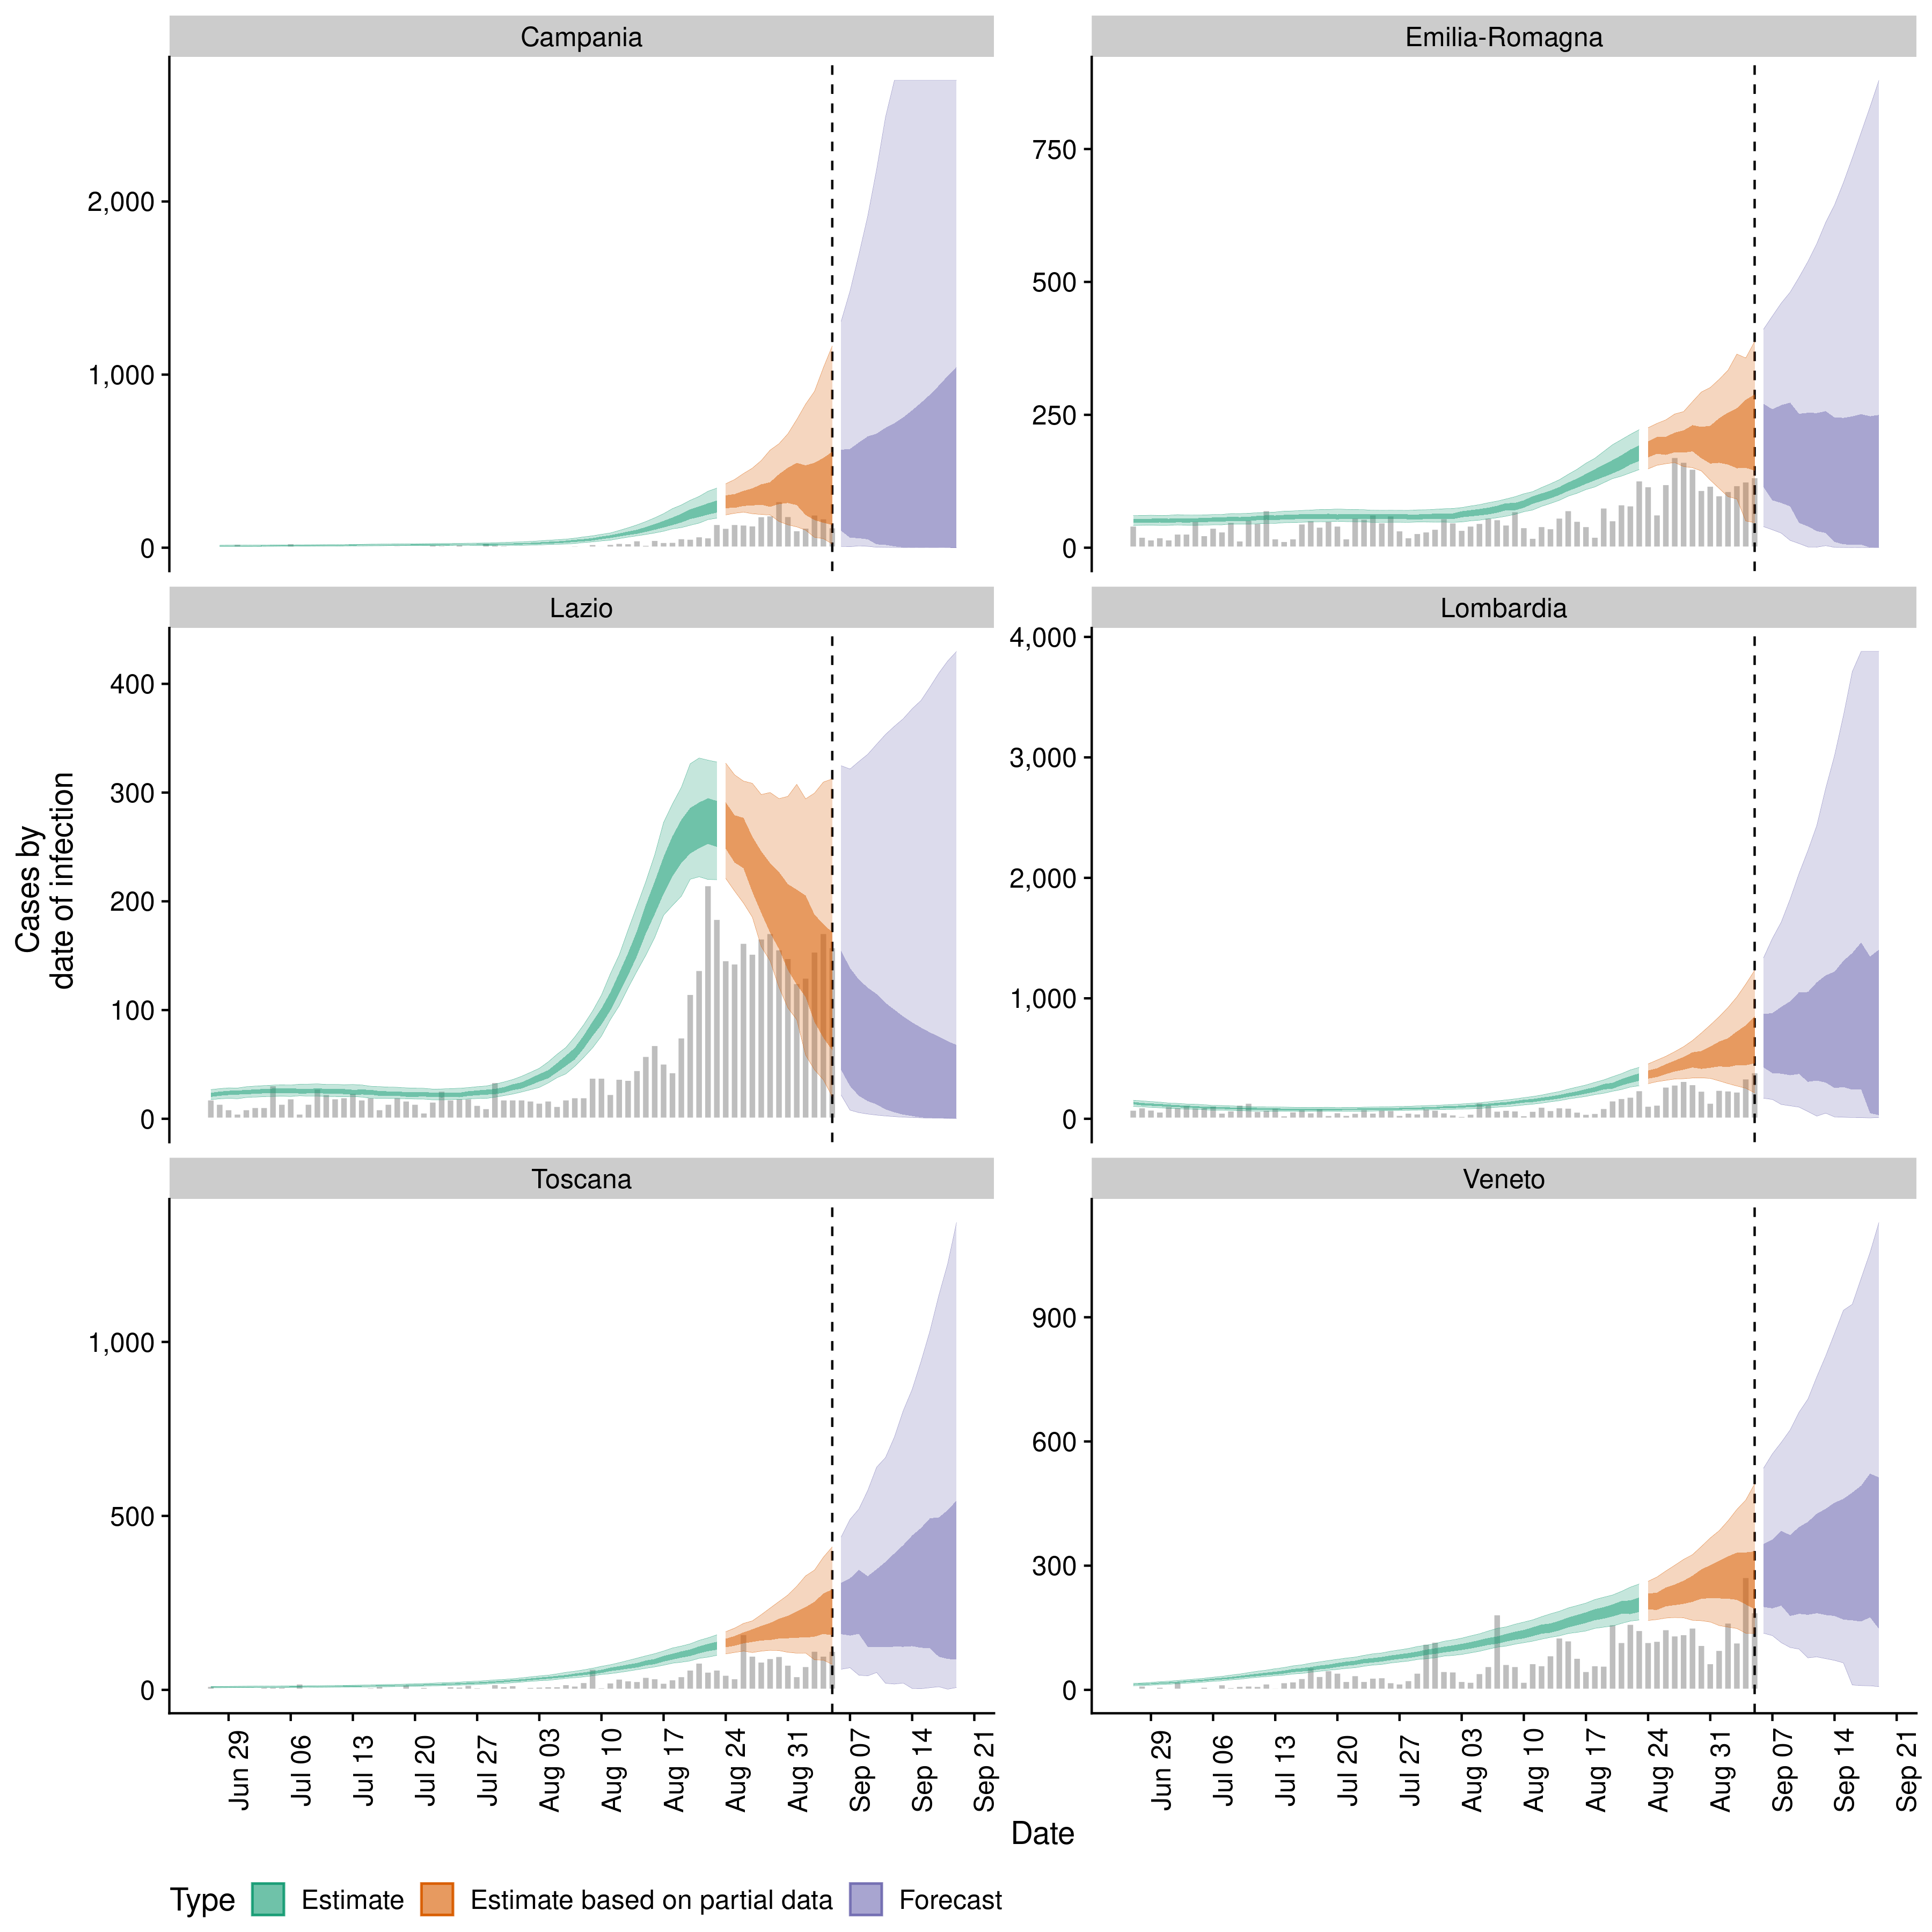 Campania
Emilia-Romagna
2,000
1,000
0
750
500
250
0
Lazio
Lombardia
400
300
200
100
0
4,000
3,000
2,000
1,000
0
Cases by
date of infection
Toscana
Veneto
1,000
500
0
900
600
300
0
Jun 29
Jul 06
Jul 13
Jul 20
Jul 27
Aug 03
Aug 10
Aug 17
Aug 24
Aug 31
Sep 07
Sep 14
Sep 21
Jun 29
Jul 06
Jul 13
Jul 20
Jul 27
Aug 03
Aug 10
Aug 17
Aug 24
Aug 31
Sep 07
Sep 14
Sep 21
Date
Type Estimate Estimate based on partial data Forecast